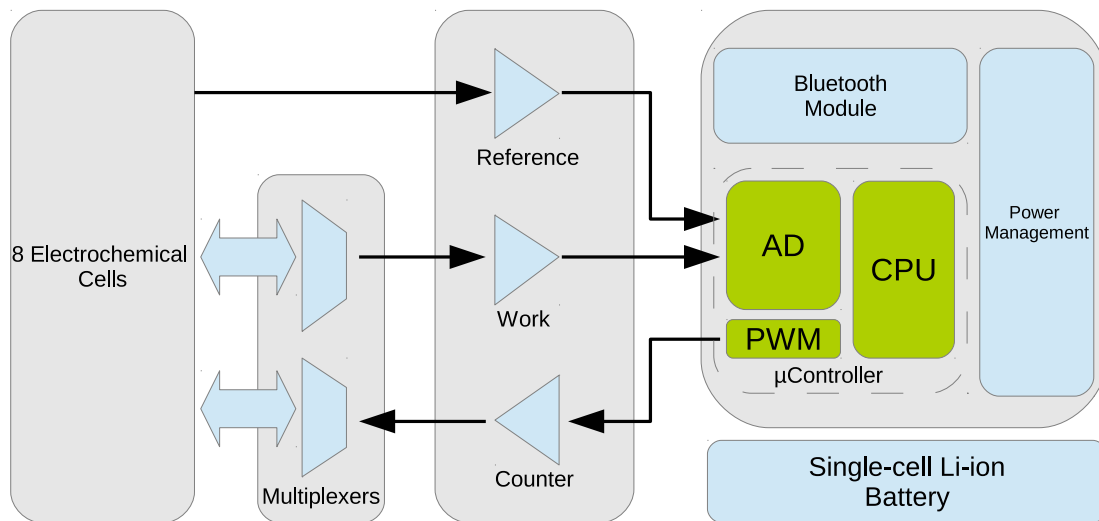 8 Electrochemical
Cells
Multiplexers
Reference
Work
Counter
Bluetooth
Module
AD
CPU
PWM
µController
Power
Management
Single-cell Li-ion
Battery